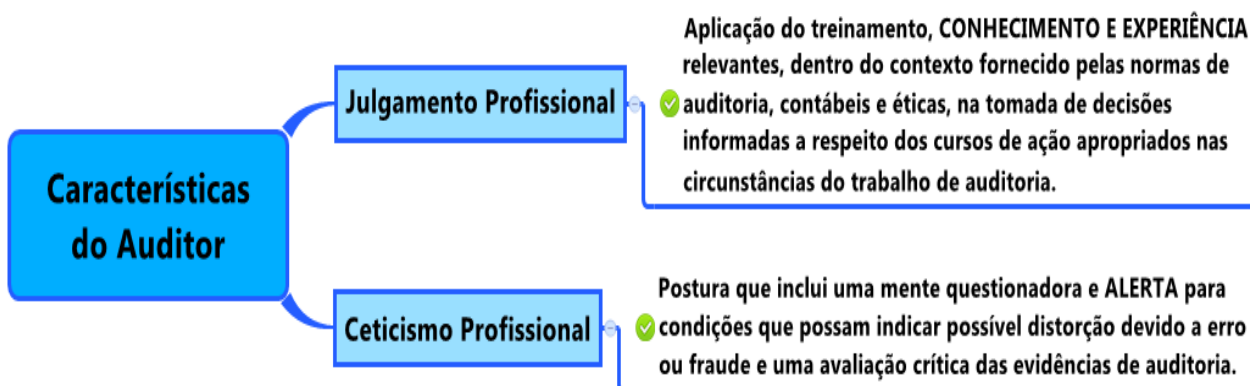 Características
do Auditor
Julgamento Profissional
Aplicação do treinamento, CONHECIMENTO E EXPERIÊNCIA
relevantes, dentro do contexto fornecido pelas normas de
auditoria, contábeis e éticas, na tomada de decisões
informadas a respeito dos cursos de ação apropriados nas
circunstâncias do trabalho de auditoria.
Ceticismo Profissional
Postura que inclui uma mente questionadora e ALERTA para
condições que possam indicar possível distorção devido a erro
ou fraude e uma avaliação crítica das evidências de auditoria.